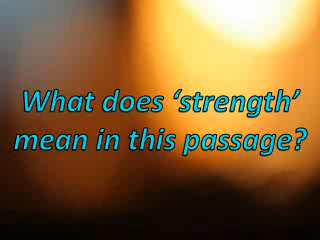 What does ‘strength’
mean in this passage?